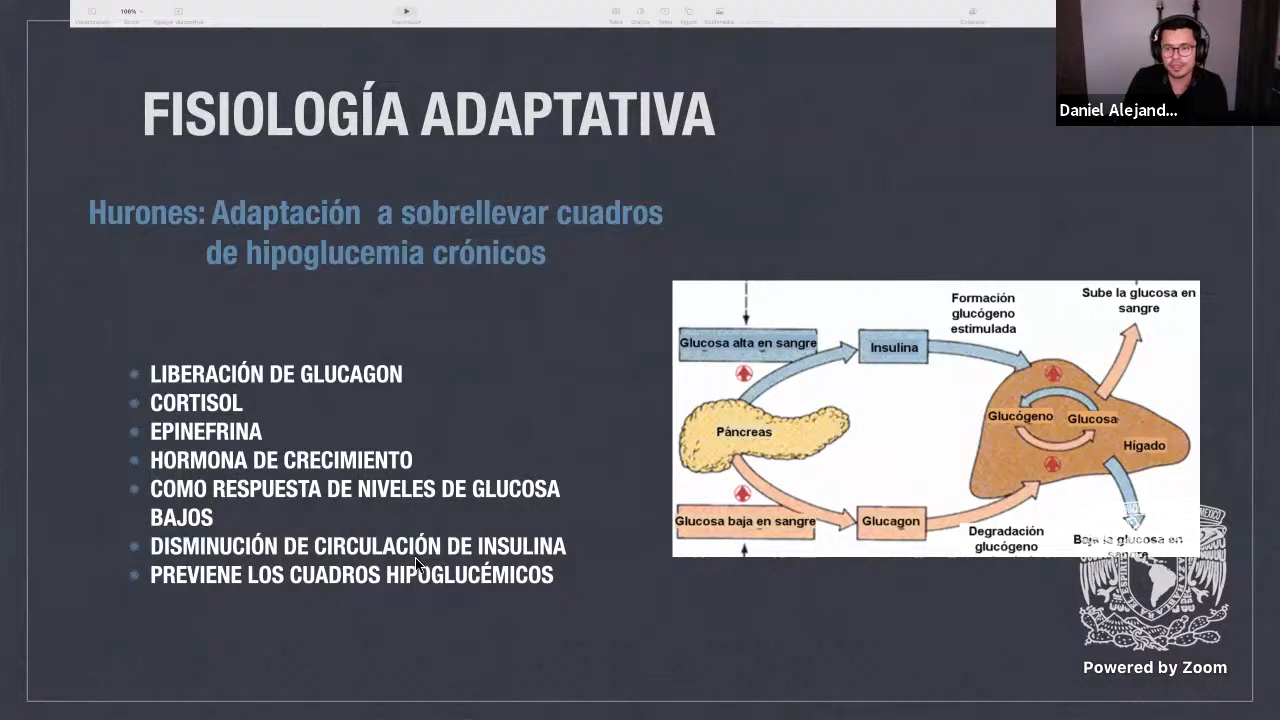 106%
Daniel Alejand...
FISIOLOGÍA ADAPTATIVA
Hurones: Adaptación a sobrellevar cuadros
de hipoglucemia crónicos
LIBERACIÓN DE GLUCAGON
CORTISOL
EPINEFRINA
HORMONA DE CRECIMIENTO
COMO RESPUESTA DE NIVELES DE GLUCOSA
BAJOS
DISMINUCIÓN DE CIRCULACIÓN DE INSULINA
PREVIENE LOS CUADROS HIPOGLUCÉMICOS
Glucosa alta en sangre
Insulina
Formación
glucógeno
estimulada
Sube la glucosa en
sangre
Páncreas
Glucógeno
Glucosa
Hígado
Glucosa baja en sangre
Glucagon
Degradación
glucógeno
Baja la glucosa en
sangre
Powered by Zoom